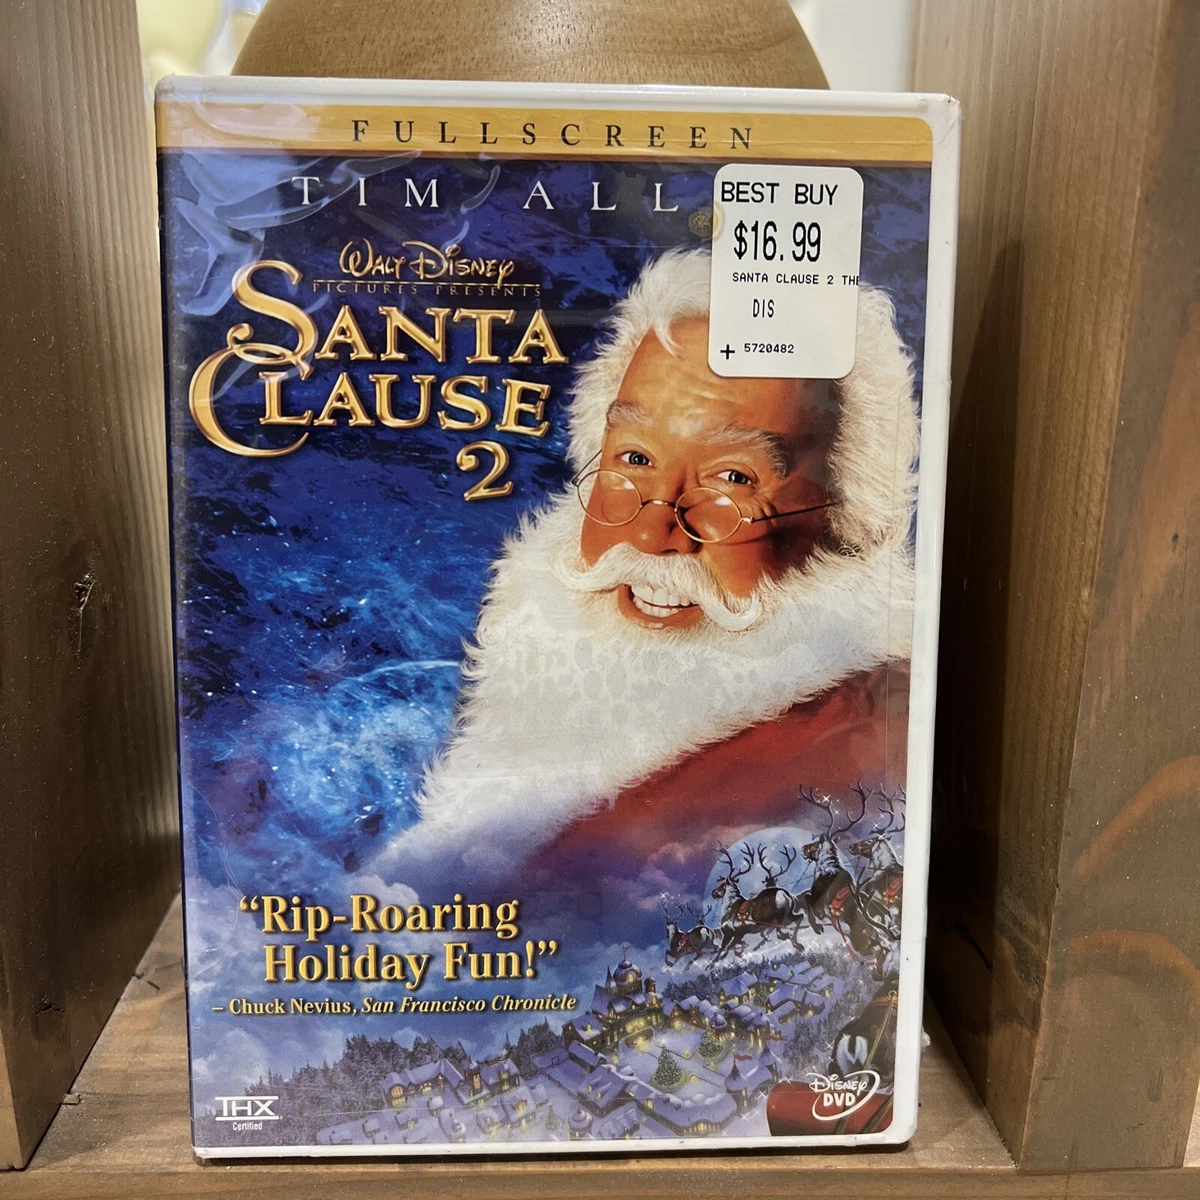 FULLSCREEN
TIM ALL
BEST BUY
$16.99
SANTA CLAUSE 2 THE
DIS
+ 5720482
WALT DISNEY
PICTURES PRESENTS
SANTA
CLAUSE
2
“Rip-Roaring
Holiday Fun!”
– Chuck Nevius, San Francisco Chronicle
THX
Certified
DISNEY
DVD